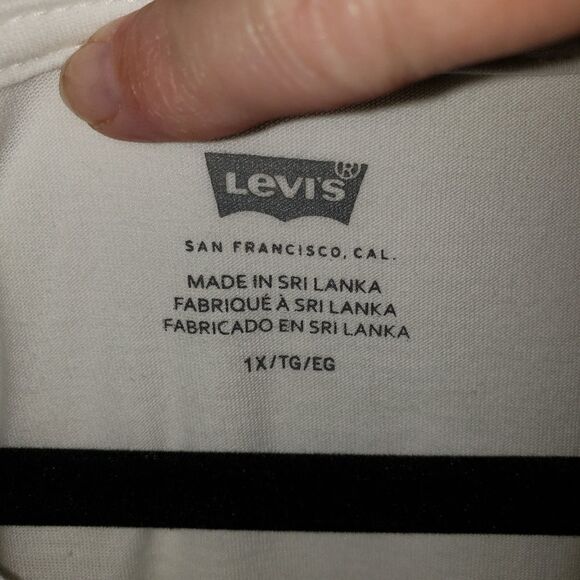 Levi's®
SAN FRANCISCO, CAL.
MADE IN SRI LANKA
FABRIQUÉ À SRI LANKA
FABRICADO EN SRI LANKA
1X/TG/EG